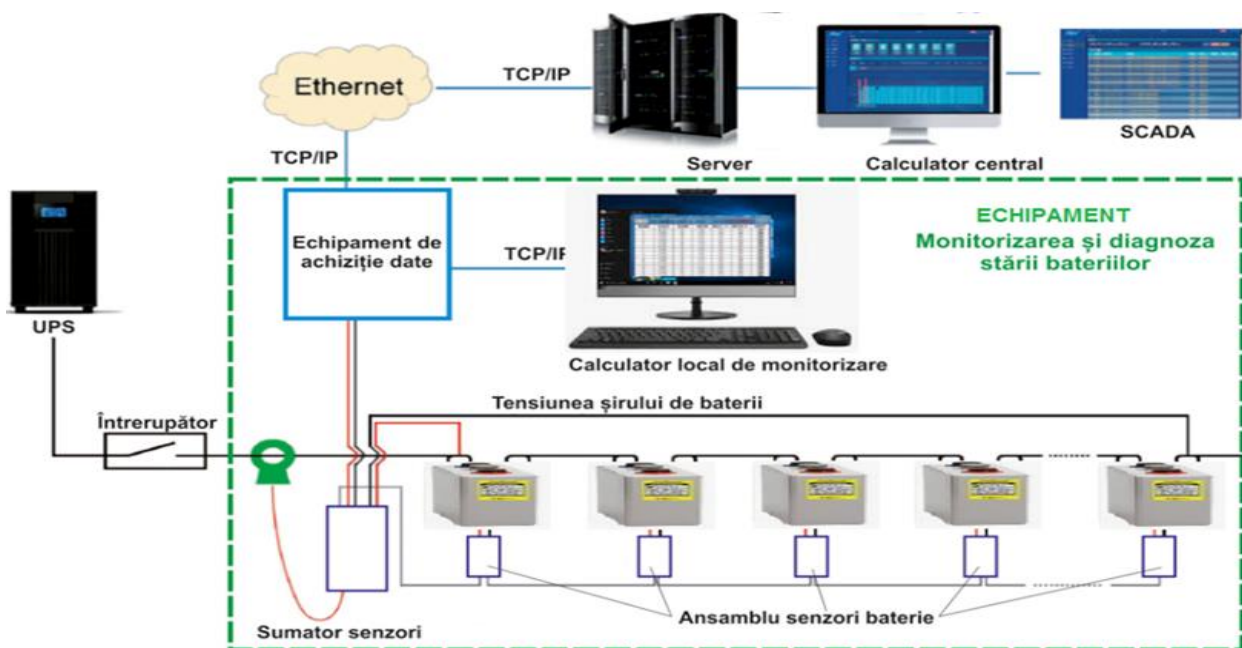 Ethernet
TCP/IP
Server
Calculator central
SCADA
TCP/IP
UPS
Echipament de
achiziție date
TCP/IP
ECHIPAMENT
Monitorizarea și diagnoza
stării bateriilor
Calculator local de monitorizare
Întrerupător
Tensiunea șirului de baterii
Sumator senzori
Ansamblu senzori baterie